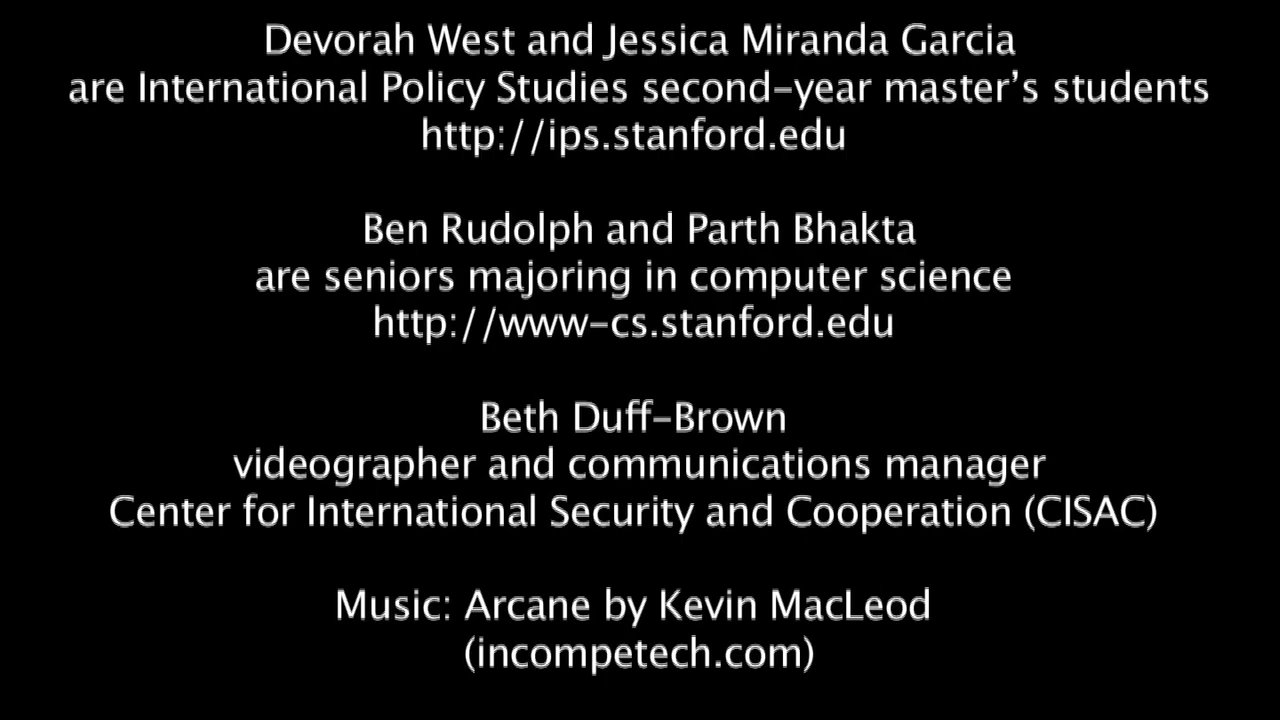 Devorah West and Jessica Miranda Garcia
are International Policy Studies second-year master’s students
http://ips.stanford.edu
Ben Rudolph and Parth Bhakta
are seniors majoring in computer science
http://www-cs.stanford.edu
Beth Duff-Brown
videographer and communications manager
Center for International Security and Cooperation (CISAC)
Music: Arcane by Kevin MacLeod
(incompetech.com)